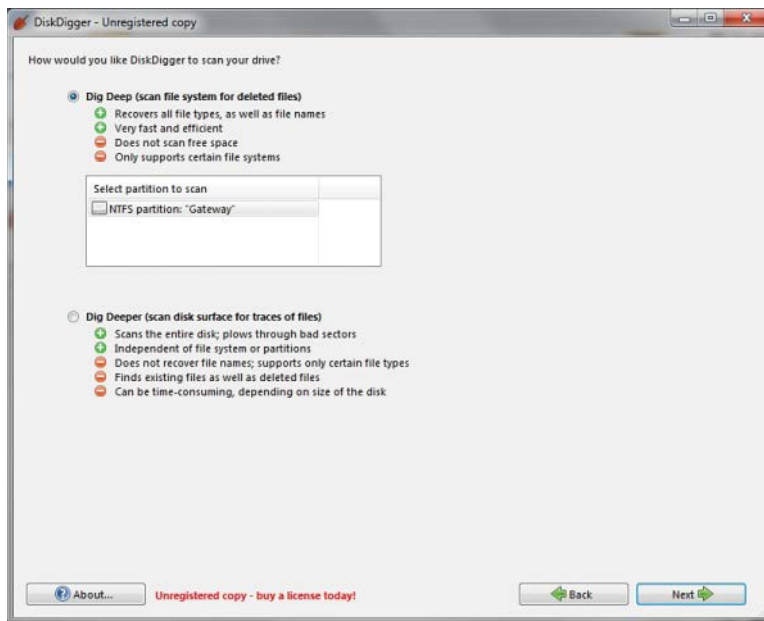 DiskDigger - Unregistered copy
How would you like DiskDigger to scan your drive?
Dig Deep (scan file system for deleted files)
Recovers all file types, as well as file names
Very fast and efficient
Does not scan free space
Only supports certain file systems
Select partition to scan
NTFS partition: "Gateway"
Dig Deeper (scan disk surface for traces of files)
Scans the entire disk; plows through bad sectors
Independent of file system or partitions
Does not recover file names; supports only certain file types
Finds existing files as well as deleted files
Can be time-consuming, depending on size of the disk
About... Unregistered copy - buy a license today! Back Next